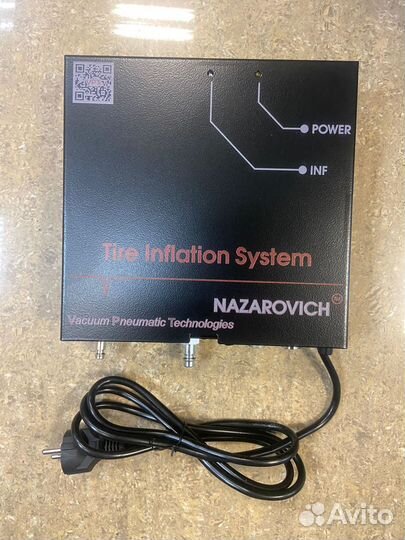 POWER
INF
Tire Inflation System
NAZAROVICH
Vacuum Pneumatic Technologies
Avito